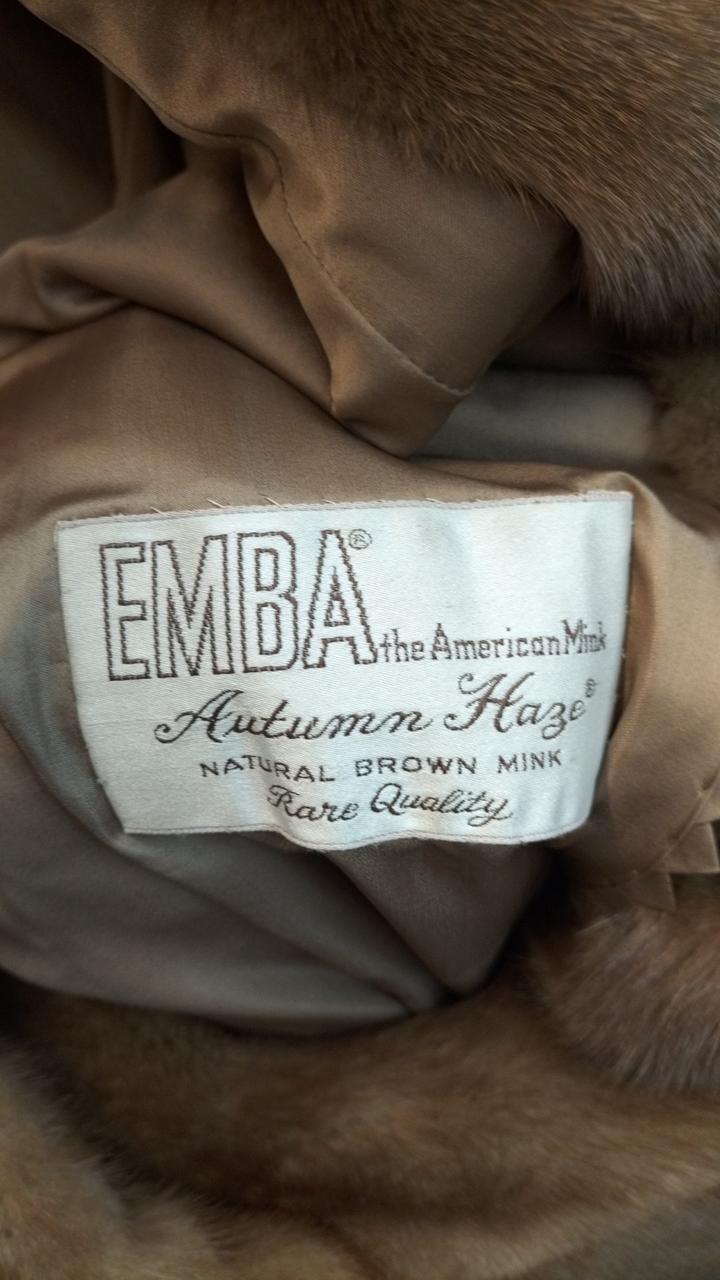 EMBA® the American Mink
Autumn Haze®
NATURAL BROWN MINK
Rare Quality